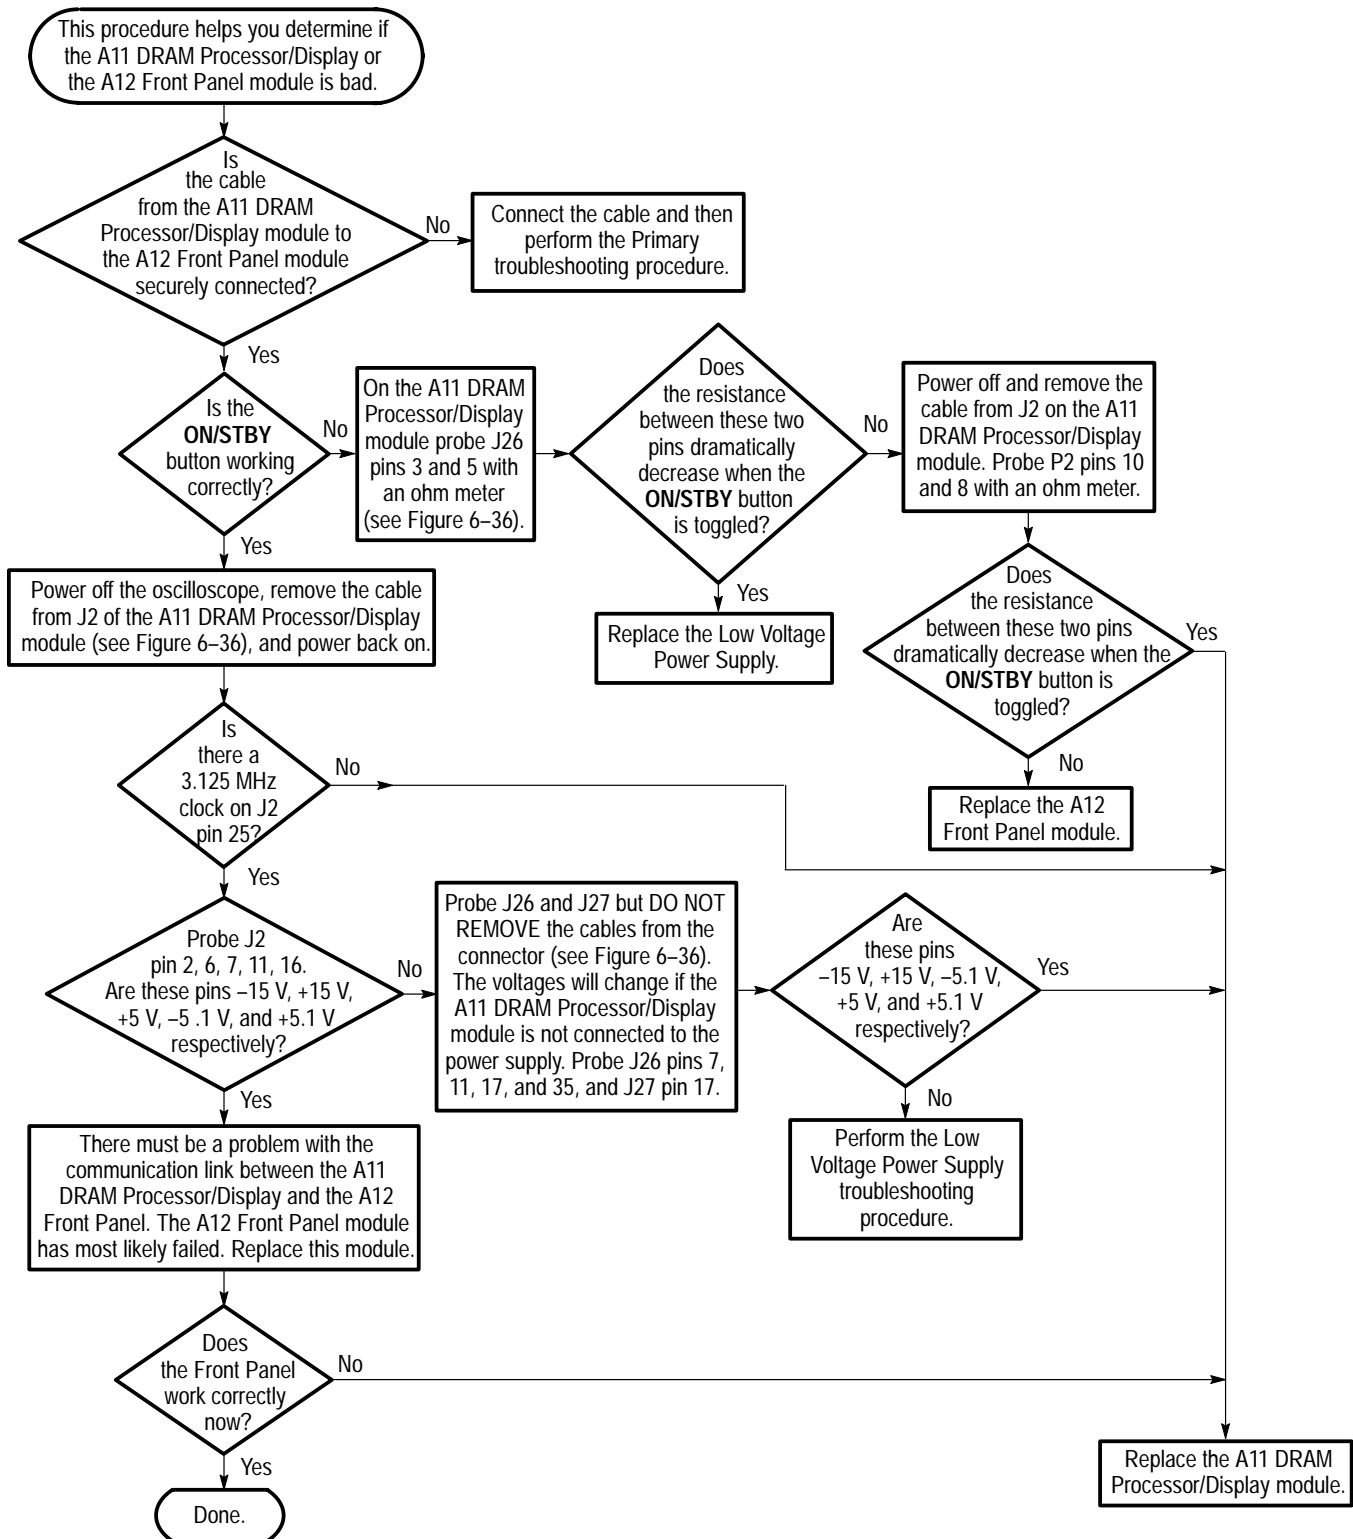 This procedure helps you determine if
the A11 DRAM Processor/Display or
the A12 Front Panel module is bad.
Is
the cable
from the A11 DRAM
Processor/Display module to
the A12 Front Panel module
securely connected?
No
Connect the cable and then
perform the Primary
troubleshooting procedure.
Yes
Is the
ON/STBY
button working
correctly?
No
On the A11 DRAM
Processor/Display
module probe J26
pins 3 and 5 with
an ohm meter
(see Figure 6–36).
Does
the resistance
between these two
pins dramatically
decrease when the
ON/STBY button
is toggled?
No
Power off and remove the
cable from J2 on the A11
DRAM Processor/Display
module. Probe P2 pins 10
and 8 with an ohm meter.
Yes
Replace the Low Voltage
Power Supply.
Does
the resistance
between these two pins
dramatically decrease when the
ON/STBY button is
toggled?
Yes
No
Replace the A12
Front Panel module.
Yes
Power off the oscilloscope, remove the cable
from J2 of the A11 DRAM Processor/Display
module (see Figure 6–36), and power back on.
Is
there a
3.125 MHz
clock on J2
pin 25?
No
Yes
Probe J2
pin 2, 6, 7, 11, 16.
Are these pins –15 V, +15 V,
+5 V, –5 .1 V, and +5.1 V
respectively?
No
Probe J26 and J27 but DO NOT
REMOVE the cables from the
connector (see Figure 6–36).
The voltages will change if the
A11 DRAM Processor/Display
module is not connected to the
power supply. Probe J26 pins 7,
11, 17, and 35, and J27 pin 17.
Are
these pins
–15 V, +15 V, –5.1 V,
+5 V, and +5.1 V
respectively?
Yes
No
Perform the Low
Voltage Power Supply
troubleshooting
procedure.
Yes
There must be a problem with the
communication link between the A11
DRAM Processor/Display and the A12
Front Panel. The A12 Front Panel module
has most likely failed. Replace this module.
Does
the Front Panel
work correctly
now?
No
Yes
Done.
Replace the A11 DRAM
Processor/Display module.